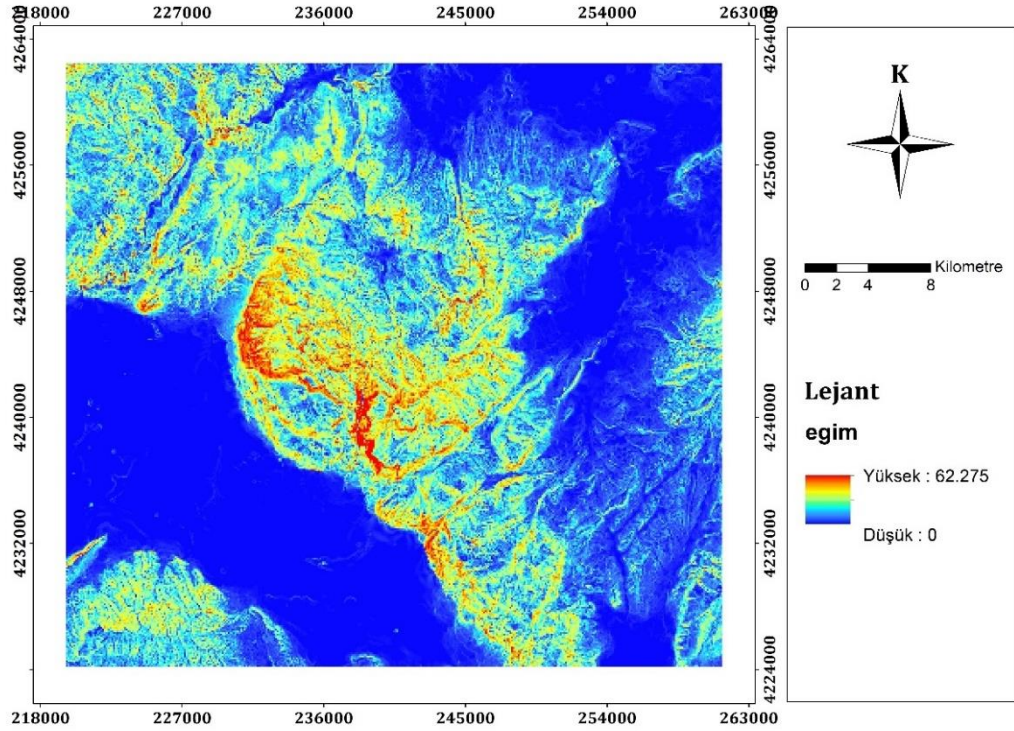 218000 227000 236000 245000 254000 263000
4264000 4264000
4256000 4256000
4248000 4248000
4240000 4240000
4232000 4232000
4224000 4224000
218000 227000 236000 245000 254000 263000
K
Kilometre
0 2 4 8
Lejant
egim
Yüksek : 62.275
Düşük : 0